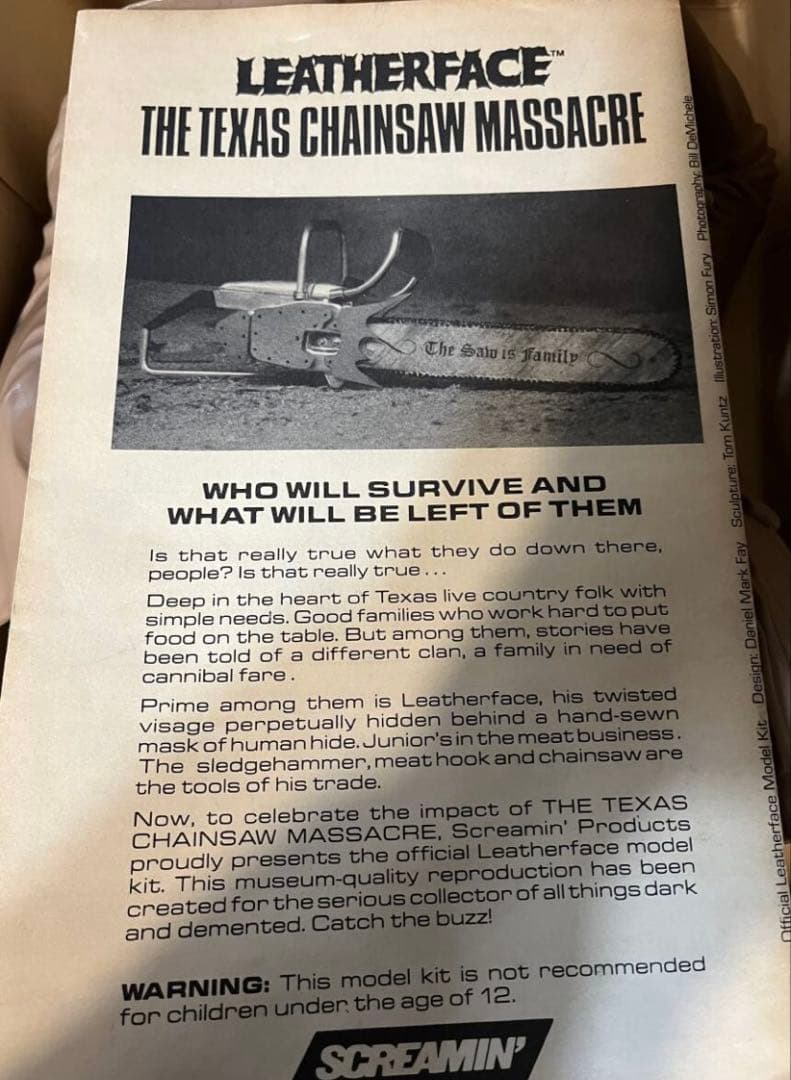 LEATHERFACE™
THE TEXAS CHAINSAW MASSACRE
The Saw is Family
WHO WILL SURVIVE AND
WHAT WILL BE LEFT OF THEM
Is that really true what they do down there,
people? Is that really true...
Deep in the heart of Texas live country folk with
simple needs. Good families who work hard to put
food on the table. But among them, stories have
been told of a different clan, a family in need of
cannibal fare.
Prime among them is Leatherface, his twisted
visage perpetually hidden behind a hand-sewn
mask of human hide. Junior's in the meat business.
The sledgehammer, meat hook and chainsaw are
the tools of his trade.
Now, to celebrate the impact of THE TEXAS
CHAINSAW MASSACRE, Screamin' Products
proudly presents the official Leatherface model
kit. This museum-quality reproduction has been
created for the serious collector of all things dark
and demented. Catch the buzz!
WARNING: This model kit is not recommended
for children under the age of 12.
SCREAMIN'
Official Leatherface Model Kit Design: Daniel Mark Fay Sculpture: Tom Kuntz Illustration: Simon Fury Photography: Bill DeMichele